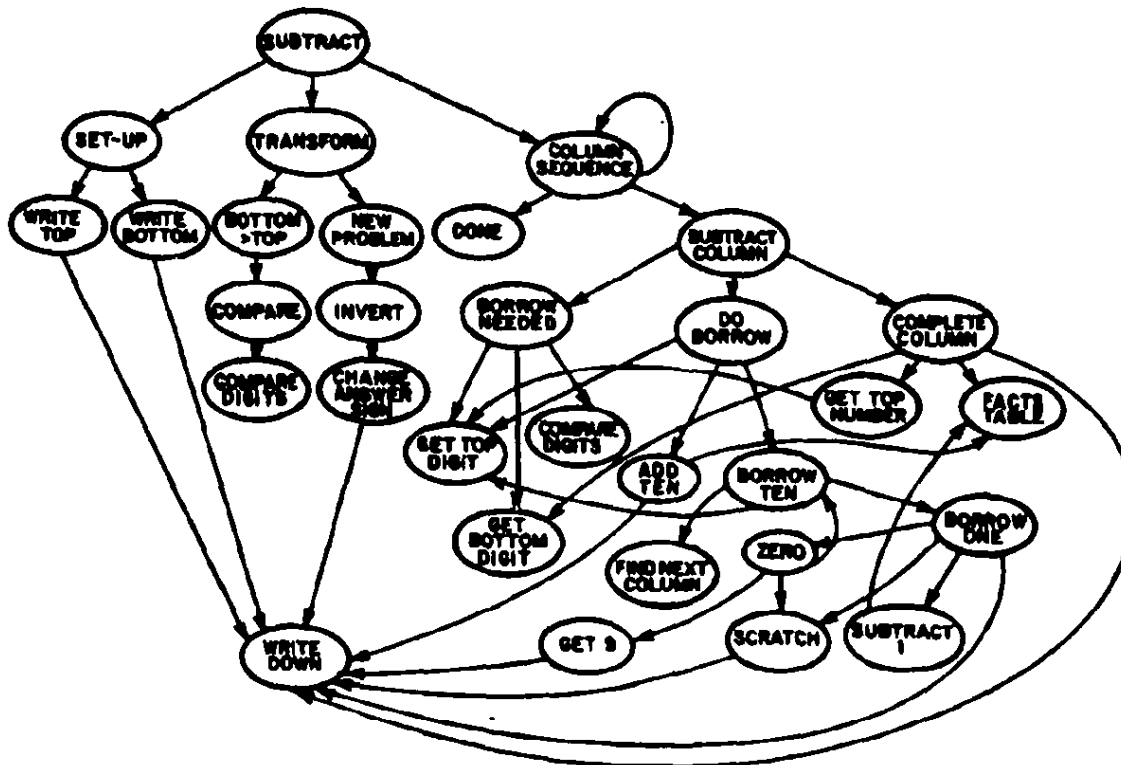 SUBTRACT
SET-UP
TRANSFORM
COLUMN
SEQUENCE
WRITE
TOP
WRITE
BOTTOM
BOTTOM
>TOP
NEW
PROBLEM
DONE
SUBTRACT
COLUMN
COMPARE
INVERT
BORROW
NEEDED
DO
BORROW
COMPLETE
COLUMN
COMPARE
DIGITS
CHANGE
ANSWER
SIGN
GET TOP
DIGIT
COMPARE
DIGITS
GET TOP
NUMBER
FACTS
TABLE
ADD
TEN
BORROW
TEN
GET
BOTTOM
DIGIT
FIND NEXT
COLUMN
ZERO
BORROW
ONE
WRITE
DOWN
GET 9
SCRATCH
SUBTRACT
1